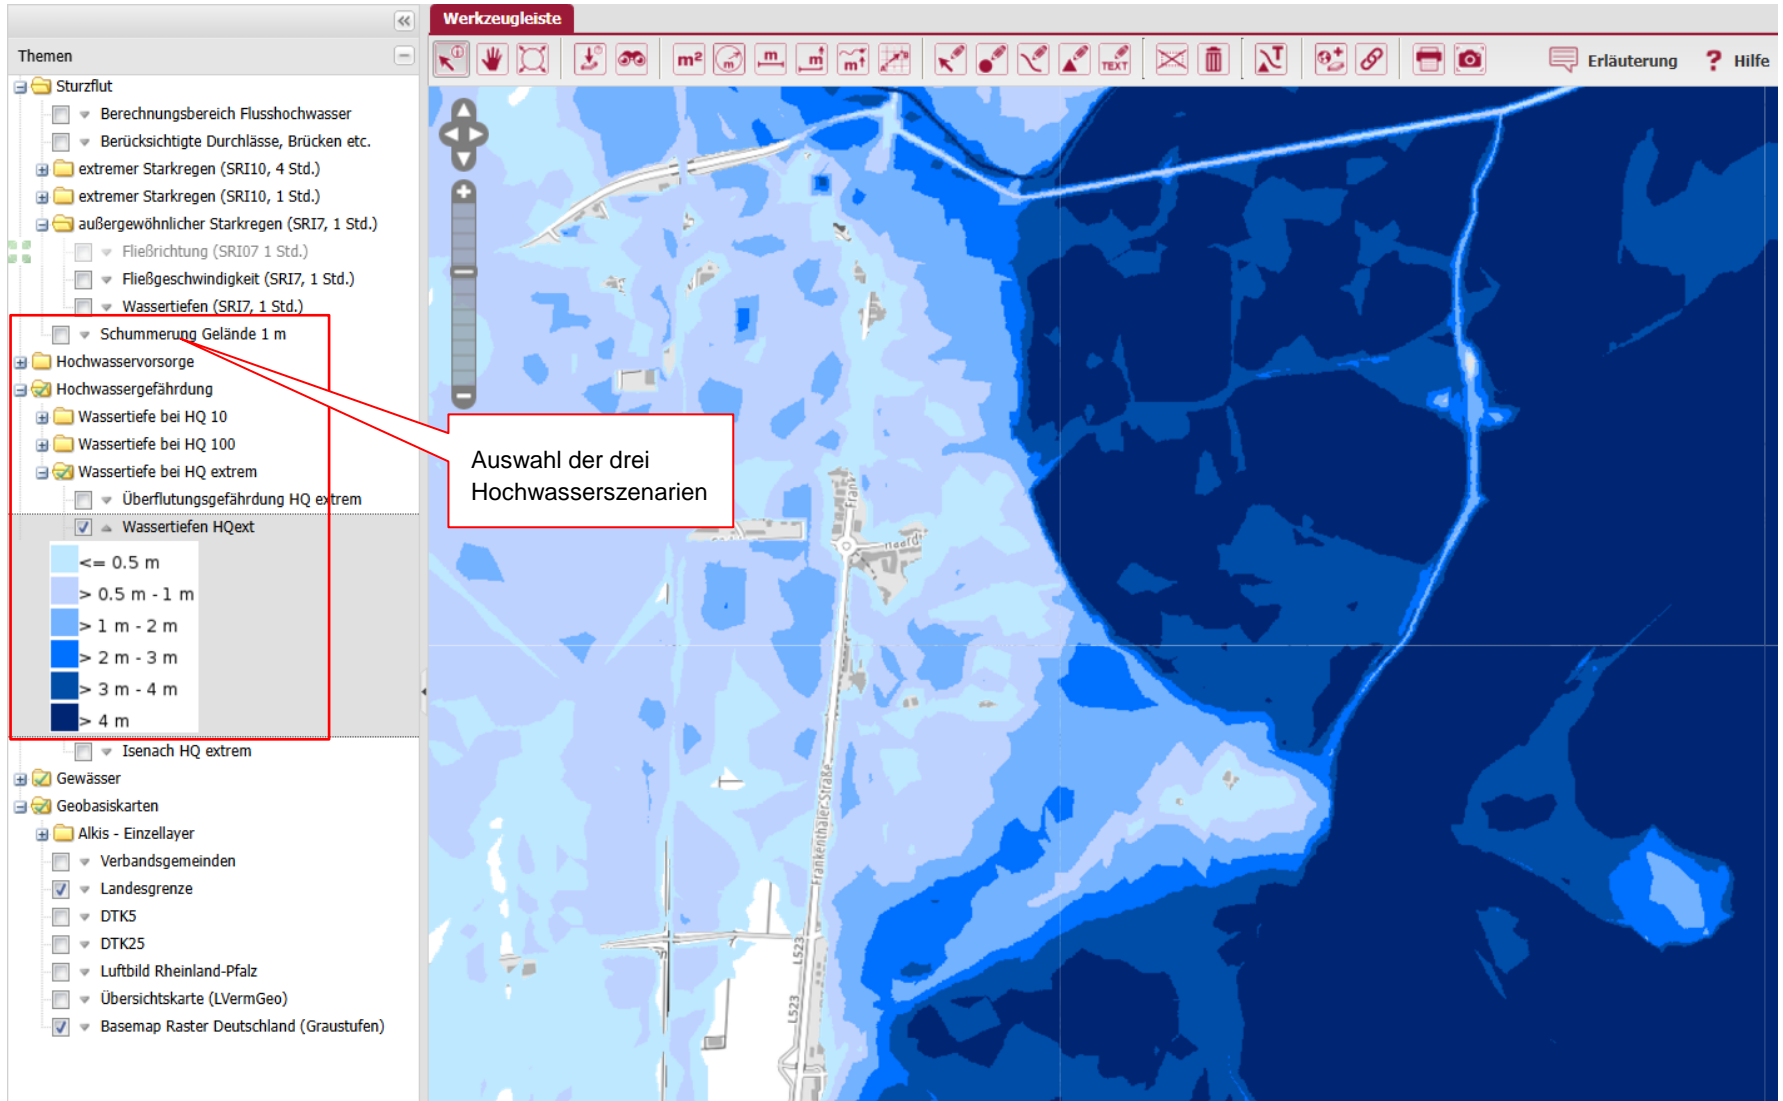 Werkzeugleiste
Themen
m²
m
m
m
m
TEXT
T
Erläuterung
? Hilfe
Sturzflut
Berechnungsbereich Flusshochwasser
Berücksichtigte Durchlässe, Brücken etc.
extremer Starkregen (SRI10, 4 Std.)
extremer Starkregen (SRI10, 1 Std.)
außergewöhnlicher Starkregen (SRI7, 1 Std.)
Fließrichtung (SRI07 1 Std.)
Fließgeschwindigkeit (SRI7, 1 Std.)
Wassertiefen (SRI7, 1 Std.)
Schummerung Gelände 1 m
Hochwasservorsorge
Hochwassergefährdung
Wassertiefe bei HQ 10
Wassertiefe bei HQ 100
Wassertiefe bei HQ extrem
Überflutungsgefährdung HQ extrem
Wassertiefen HQext
<= 0.5 m
> 0.5 m - 1 m
> 1 m - 2 m
> 2 m - 3 m
> 3 m - 4 m
> 4 m
Isenach HQ extrem
Gewässer
Geobasiskarten
Alkis - Einzellayer
Verbandsgemeinden
Landesgrenze
DTK5
DTK25
Luftbild Rheinland-Pfalz
Übersichtskarte (LVermGeo)
Basemap Raster Deutschland (Graustufen)
Auswahl der drei
Hochwasserszenarien
Frank
Frankenthaler-Straße
L523
L523